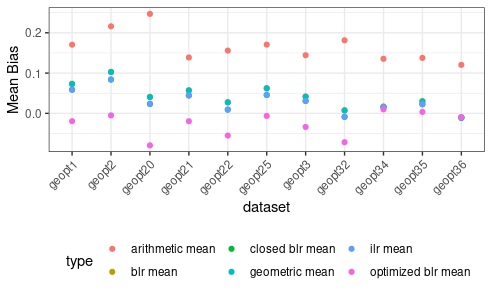 0.2
0.1
0.0
Mean Bias
geopt1 geopt2 geopt20 geopt21 geopt22 geopt25 geopt3 geopt32 geopt34 geopt35 geopt36
dataset
type
arithmetic mean closed blr mean ilr mean
blr mean geometric mean optimized blr mean